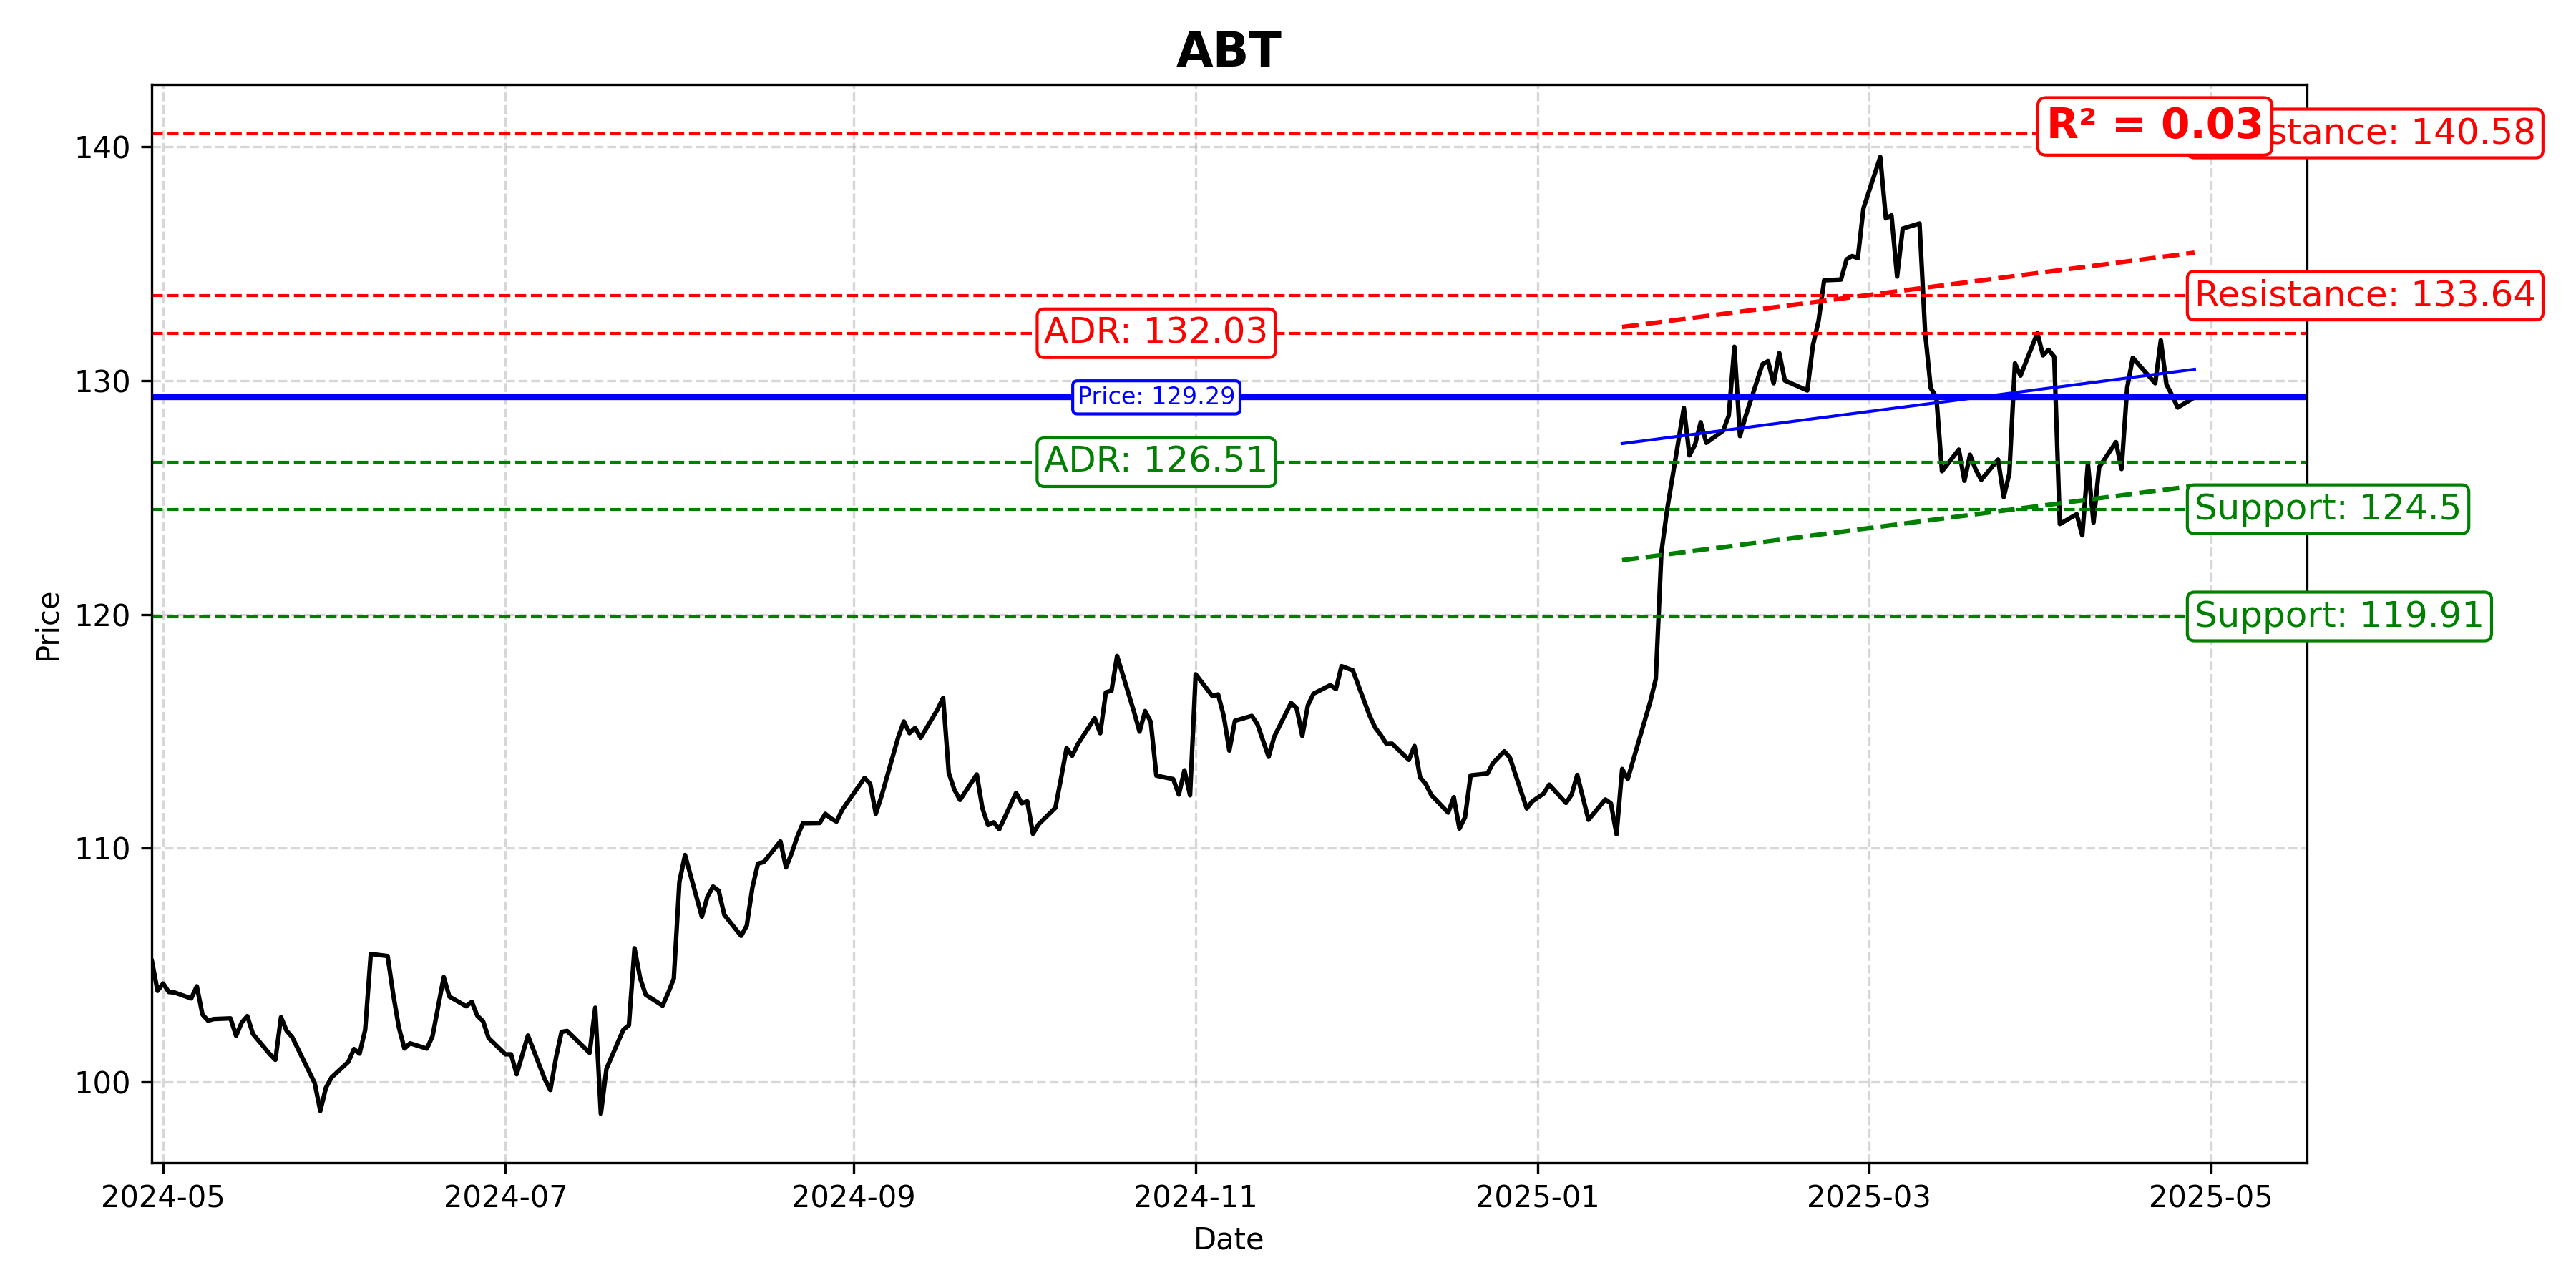 ABT
R² = 0.03
stance: 140.58
Resistance: 133.64
ADR: 132.03
Price: 129.29
ADR: 126.51
Support: 124.5
Support: 119.91
Price
140
130
120
110
100
2024-05
2024-07
2024-09
2024-11
2025-01
2025-03
2025-05
Date